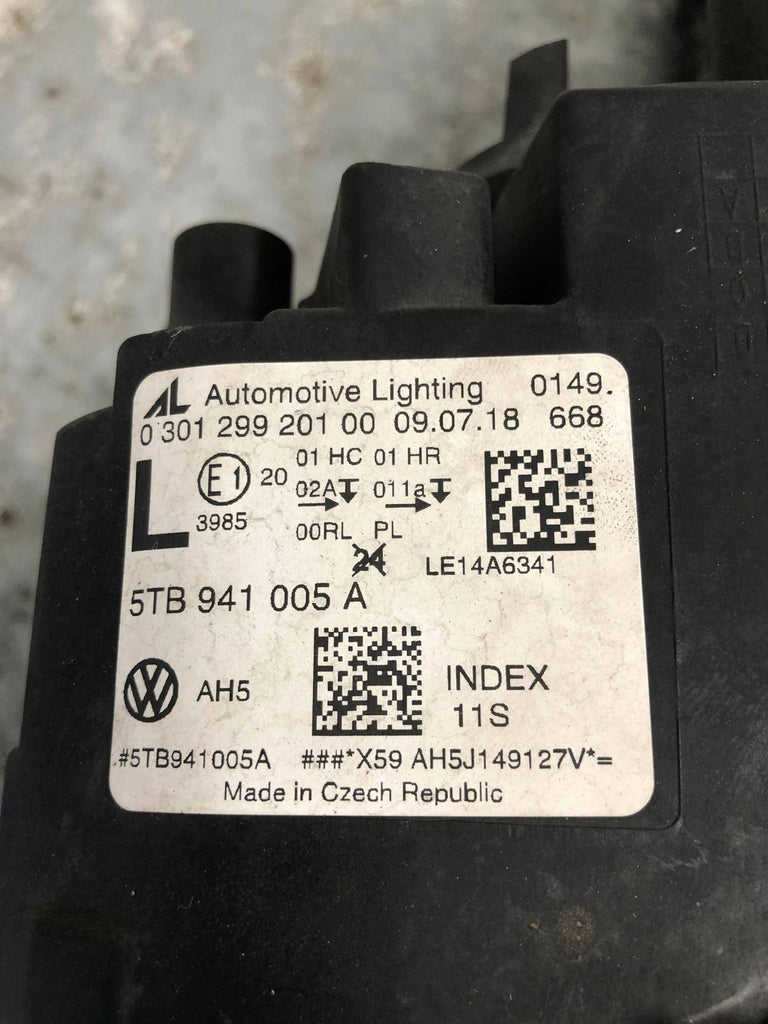 AL Automotive Lighting 0149.
0 301 299 201 00 09.07.18 668
L E1 20 01 HC 01 HR
02A 011a
3985 00RL PL
24 LE14A6341
5TB 941 005 A
VW AH5 INDEX
11S
#5TB941005A ###*X59 AH5J149127V*=
Made in Czech Republic